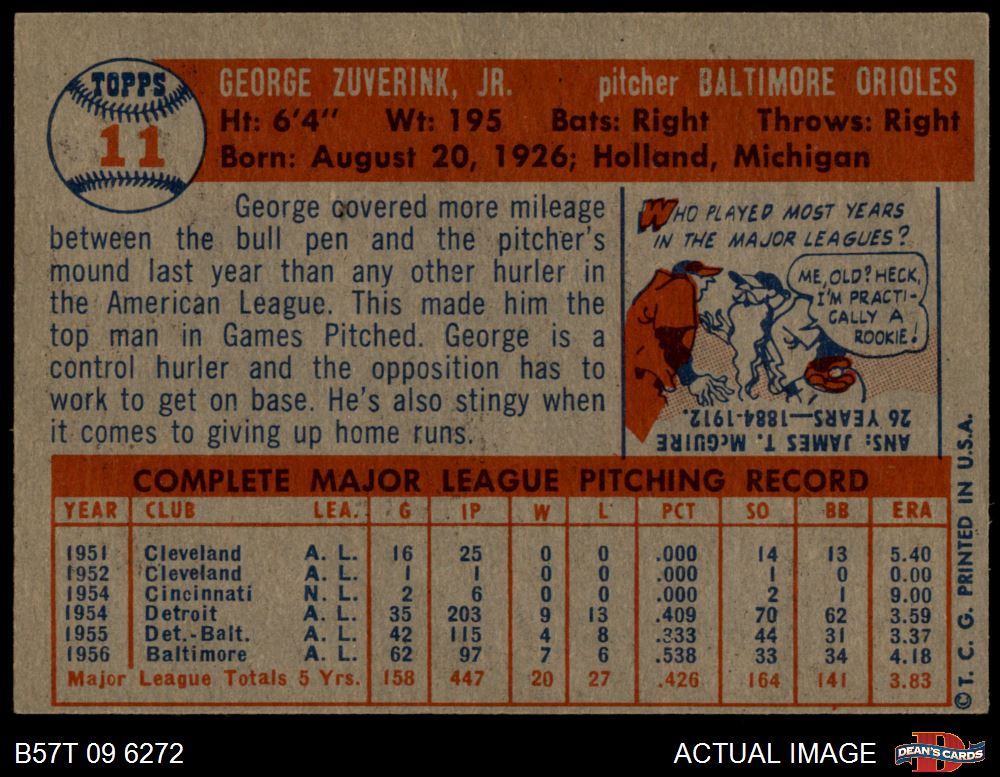 TOPPS
11
GEORGE ZUVERINK, JR. pitcher BALTIMORE ORIOLES
Ht: 6'4" Wt: 195 Bats: Right Throws: Right
Born: August 20, 1926; Holland, Michigan
George covered more mileage
between the bull pen and the pitcher's
mound last year than any other hurler in
the American League. This made him the
top man in Games Pitched. George is a
control hurler and the opposition has to
work to get on base. He's also stingy when
it comes to giving up home runs.
WHO PLAYED MOST YEARS
IN THE MAJOR LEAGUES?
ME, OLD? HECK,
I'M PRACTI-
CALLY A
ROOKIE!
ANS: JAMES T. McGUIRE
26 YEARS—1884-1912.
COMPLETE MAJOR LEAGUE PITCHING RECORD
YEAR CLUB LEA. G IP W L PCT SO BB ERA
1951 Cleveland A. L. 16 25 0 0 .000 14 13 5.40
1952 Cleveland A. L. 1 1 0 0 .000 1 0 0.00
1954 Cincinnati N. L. 2 6 0 0 .000 2 1 9.00
1954 Detroit A. L. 35 203 9 13 .409 70 62 3.59
1955 Det.-Balt. A. L. 42 115 4 8 .333 44 31 3.37
1956 Baltimore A. L. 62 97 7 6 .538 33 34 4.18
Major League Totals 5 Yrs. 158 447 20 27 .426 164 141 3.83
©T. C. G. PRINTED IN U.S.A.
B57T 09 6272
ACTUAL IMAGE
DEAN'S CARDS